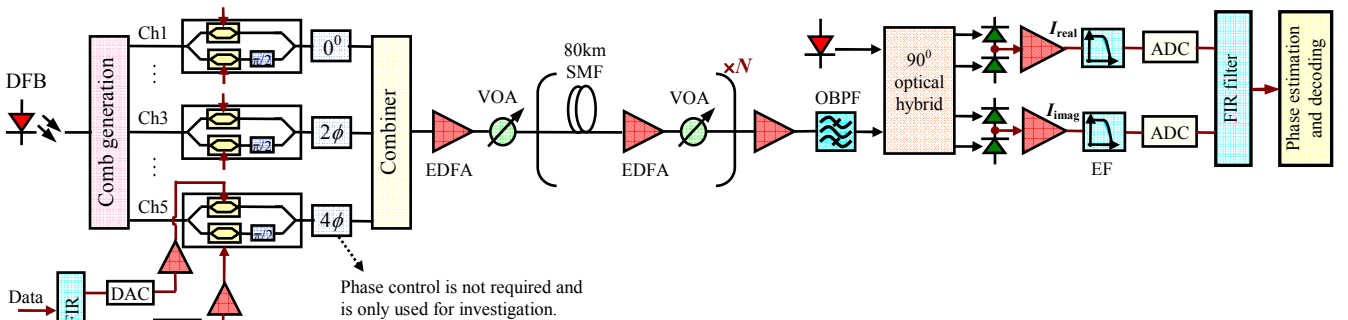 DFB
Comb generation
Ch1
⋮
Ch3
⋮
Ch5
π/2
π/2
π/2
0⁰
2ϕ
4ϕ
Combiner
EDFA
VOA
80km
SMF
EDFA
VOA
×N
OBPF
90⁰
optical
hybrid
I_real
I_imag
EF
ADC
ADC
FIR filter
Phase estimation
and decoding
Phase control is not required and
is only used for investigation.
Data
FIR
DAC